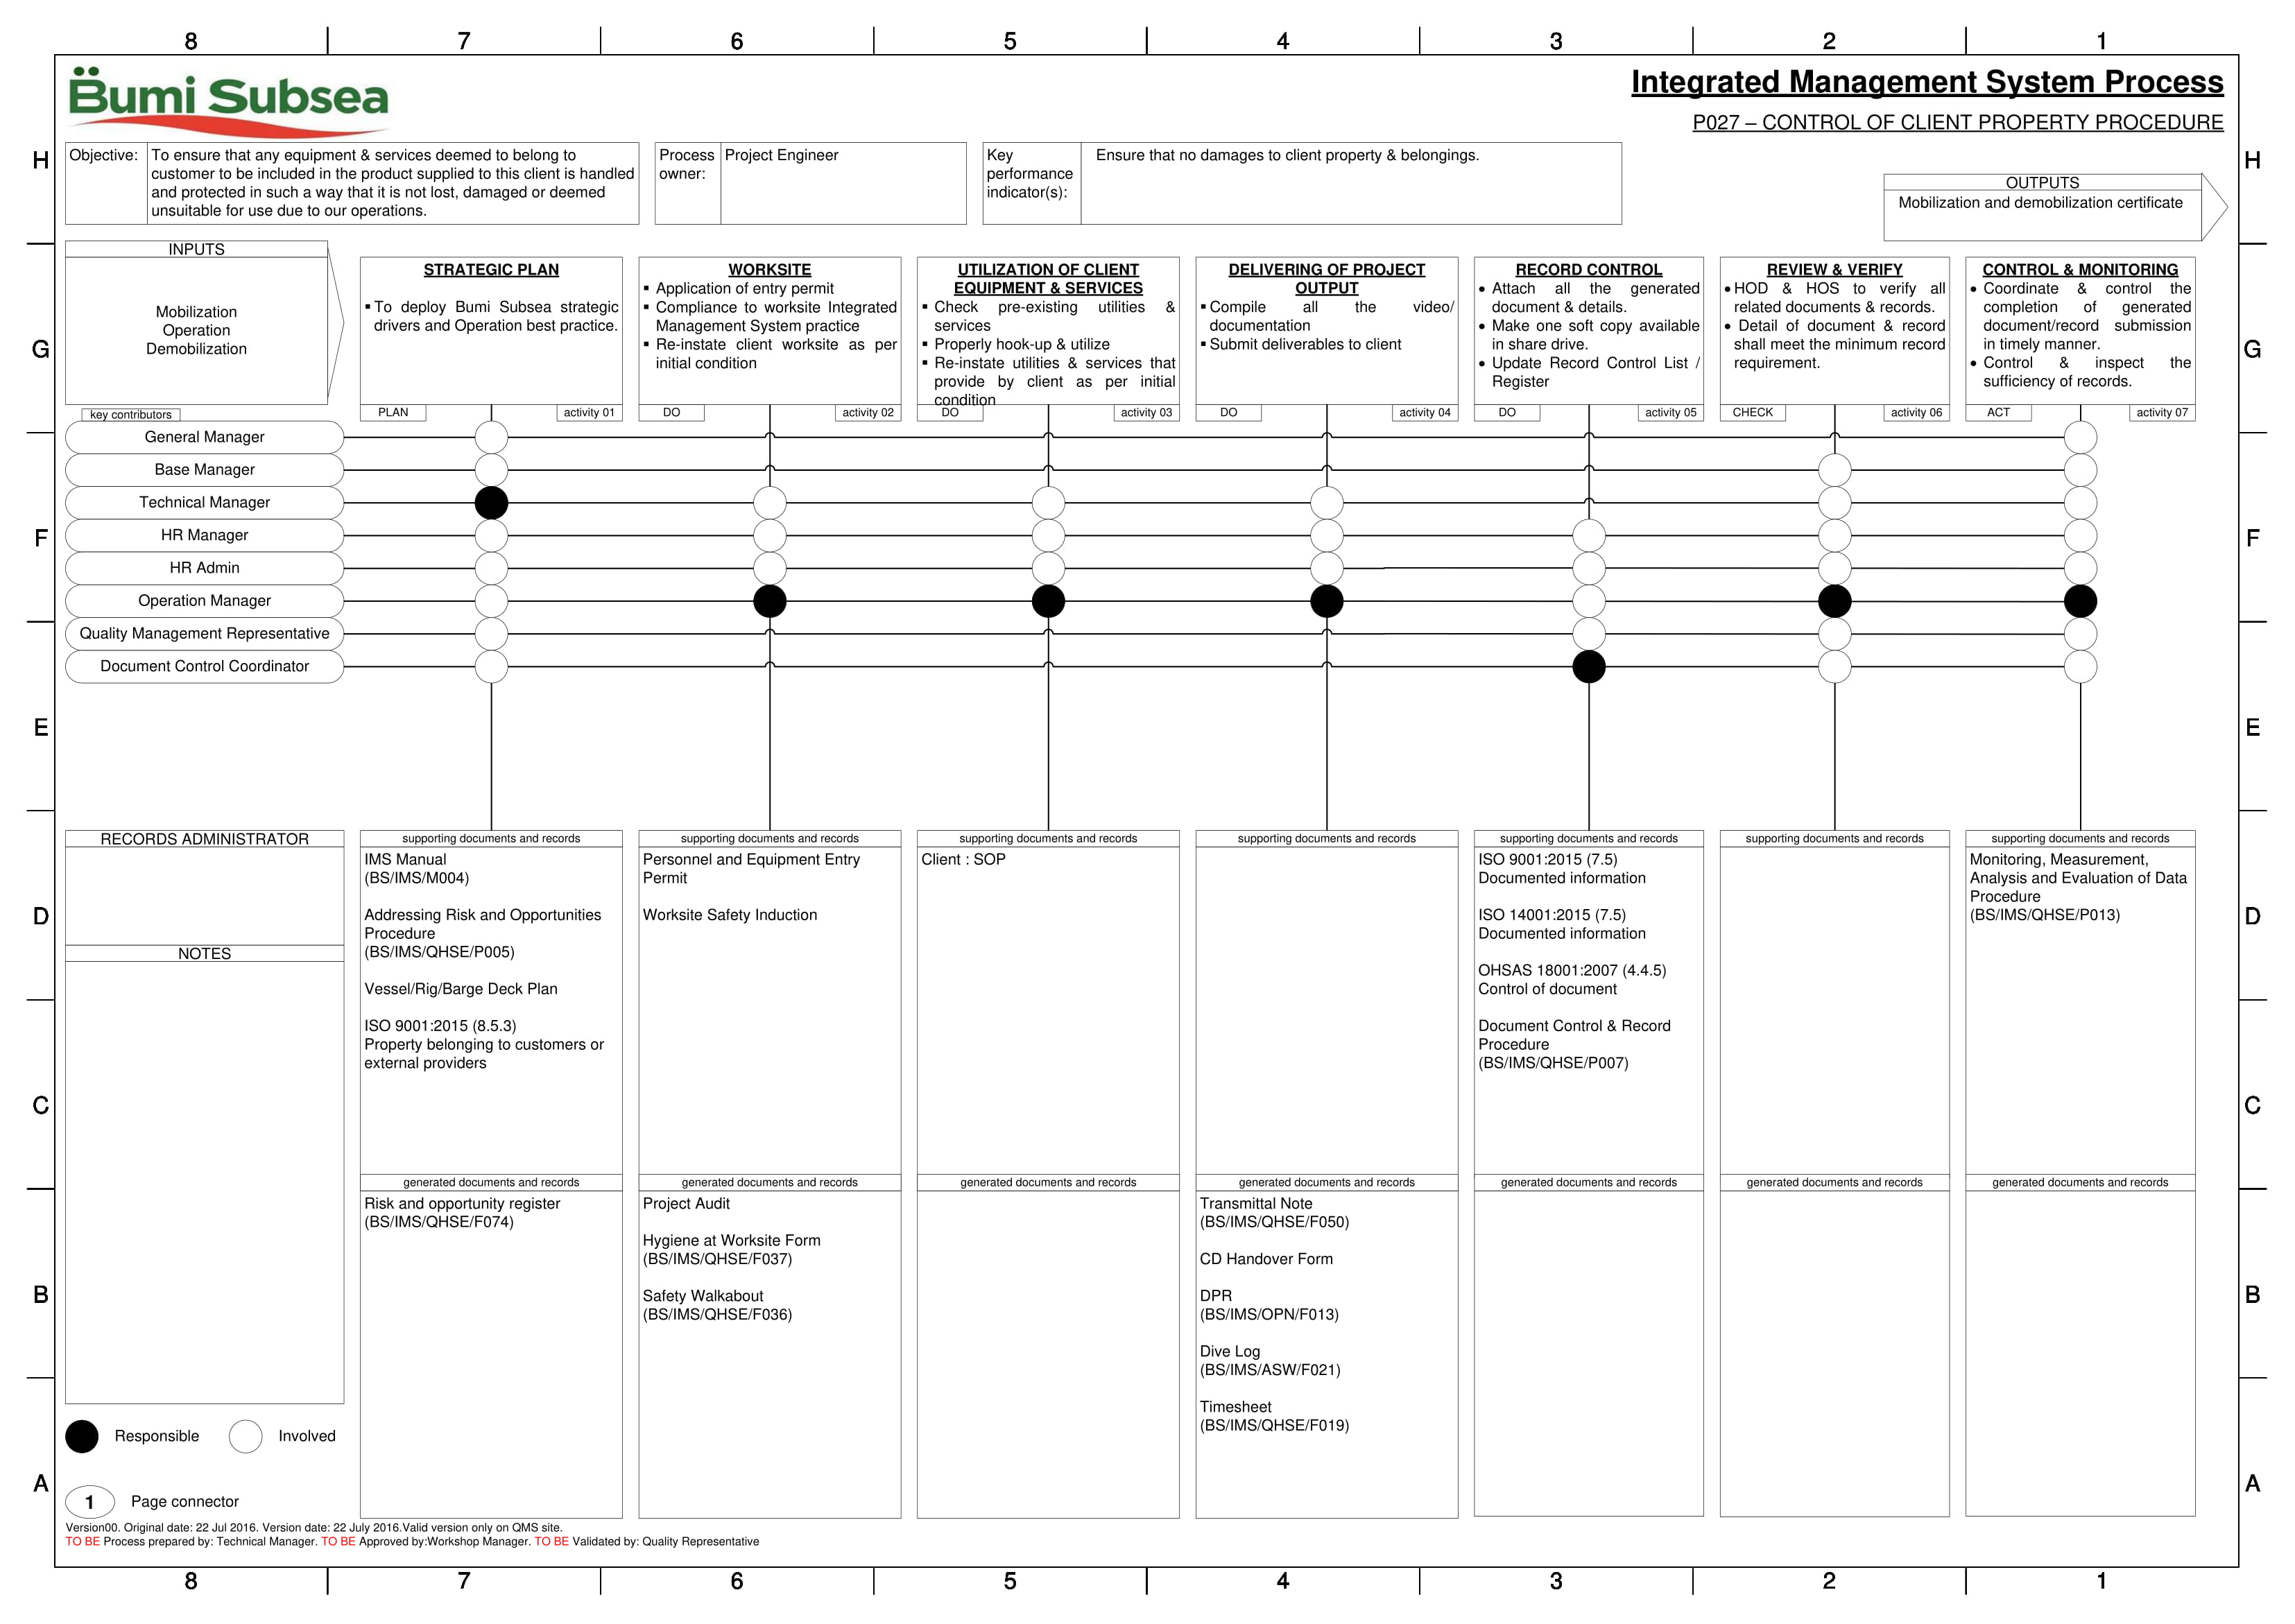 8 7 6 5 4 3 2 1
Bumi Subsea
Integrated Management System Process
P027 – CONTROL OF CLIENT PROPERTY PROCEDURE
H
H
Objective:
To ensure that any equipment & services deemed to belong to
customer to be included in the product supplied to this client is handled
and protected in such a way that it is not lost, damaged or deemed
unsuitable for use due to our operations.
Process
owner:
Project Engineer
Key
performance
indicator(s):
Ensure that no damages to client property & belongings.
OUTPUTS
Mobilization and demobilization certificate
G
G
INPUTS
Mobilization
Operation
Demobilization
STRATEGIC PLAN
▪ To deploy Bumi Subsea strategic
drivers and Operation best practice.
PLAN
activity 01
WORKSITE
▪ Application of entry permit
▪ Compliance to worksite Integrated
Management System practice
▪ Re-instate client worksite as per
initial condition
DO
activity 02
UTILIZATION OF CLIENT
EQUIPMENT & SERVICES
▪ Check pre-existing utilities &
services
▪ Properly hook-up & utilize
▪ Re-instate utilities & services that
provide by client as per initial
condition
DO
activity 03
DELIVERING OF PROJECT
OUTPUT
▪ Compile all the video/
documentation
▪ Submit deliverables to client
DO
activity 04
RECORD CONTROL
• Attach all the generated
document & details.
• Make one soft copy available
in share drive.
• Update Record Control List /
Register
DO
activity 05
REVIEW & VERIFY
• HOD & HOS to verify all
related documents & records.
• Detail of document & record
shall meet the minimum record
requirement.
CHECK
activity 06
CONTROL & MONITORING
• Coordinate & control the
completion of generated
document/record submission
in timely manner.
• Control & inspect the
sufficiency of records.
ACT
activity 07
key contributors
General Manager
Base Manager
Technical Manager
HR Manager
HR Admin
Operation Manager
Quality Management Representative
Document Control Coordinator
F
F
E
E
D
D
C
C
B
B
A
A
RECORDS ADMINISTRATOR
NOTES
supporting documents and records
IMS Manual
(BS/IMS/M004)
Addressing Risk and Opportunities
Procedure
(BS/IMS/QHSE/P005)
Vessel/Rig/Barge Deck Plan
ISO 9001:2015 (8.5.3)
Property belonging to customers or
external providers
generated documents and records
Risk and opportunity register
(BS/IMS/QHSE/F074)
supporting documents and records
Personnel and Equipment Entry
Permit
Worksite Safety Induction
generated documents and records
Project Audit
Hygiene at Worksite Form
(BS/IMS/QHSE/F037)
Safety Walkabout
(BS/IMS/QHSE/F036)
supporting documents and records
Client : SOP
generated documents and records
supporting documents and records
generated documents and records
Transmittal Note
(BS/IMS/QHSE/F050)
CD Handover Form
DPR
(BS/IMS/OPN/F013)
Dive Log
(BS/IMS/ASW/F021)
Timesheet
(BS/IMS/QHSE/F019)
supporting documents and records
ISO 9001:2015 (7.5)
Documented information
ISO 14001:2015 (7.5)
Documented information
OHSAS 18001:2007 (4.4.5)
Control of document
Document Control & Record
Procedure
(BS/IMS/QHSE/P007)
generated documents and records
supporting documents and records
generated documents and records
supporting documents and records
Monitoring, Measurement,
Analysis and Evaluation of Data
Procedure
(BS/IMS/QHSE/P013)
generated documents and records
Responsible
Involved
1
Page connector
Version00. Original date: 22 Jul 2016. Version date: 22 July 2016.Valid version only on QMS site.
TO BE Process prepared by: Technical Manager. TO BE Approved by:Workshop Manager. TO BE Validated by: Quality Representative
8 7 6 5 4 3 2 1